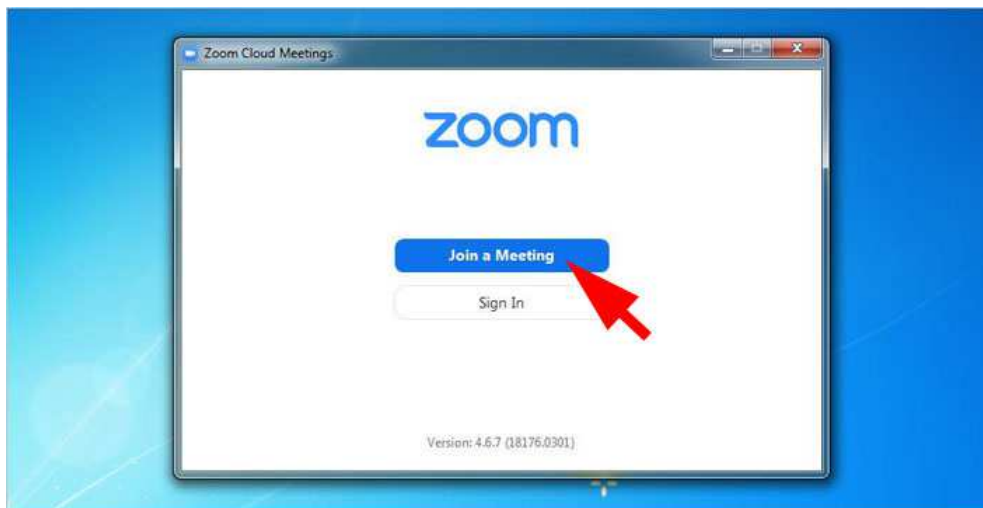 Zoom Cloud Meetings
zoom
Join a Meeting
Sign In
Version: 4.6.7 (18176.0301)